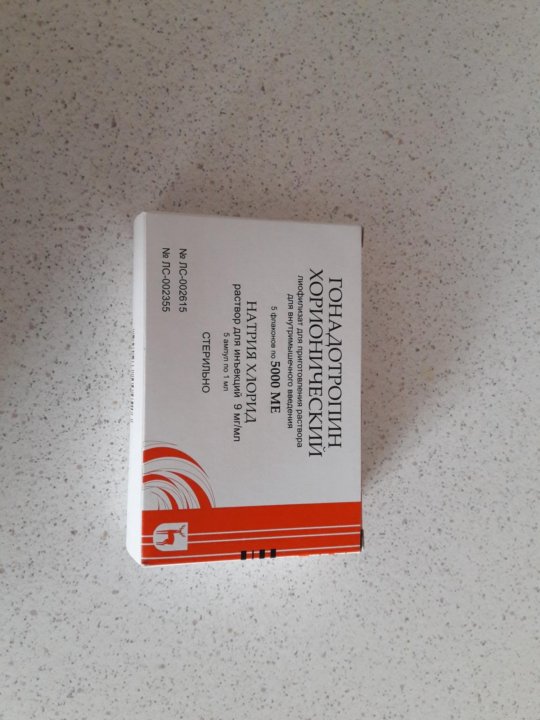 ГОНАДОТРОПИН
ХОРИОНИЧЕСКИЙ
лиофилизат для приготовления раствора
для внутримышечного введения
5 флаконов по 5000 МЕ
НАТРИЯ ХЛОРИД
раствор для инъекций 9 мг/мл
5 ампул по 1 мл
СТЕРИЛЬНО
№ ЛС-002615
№ ЛС-002355